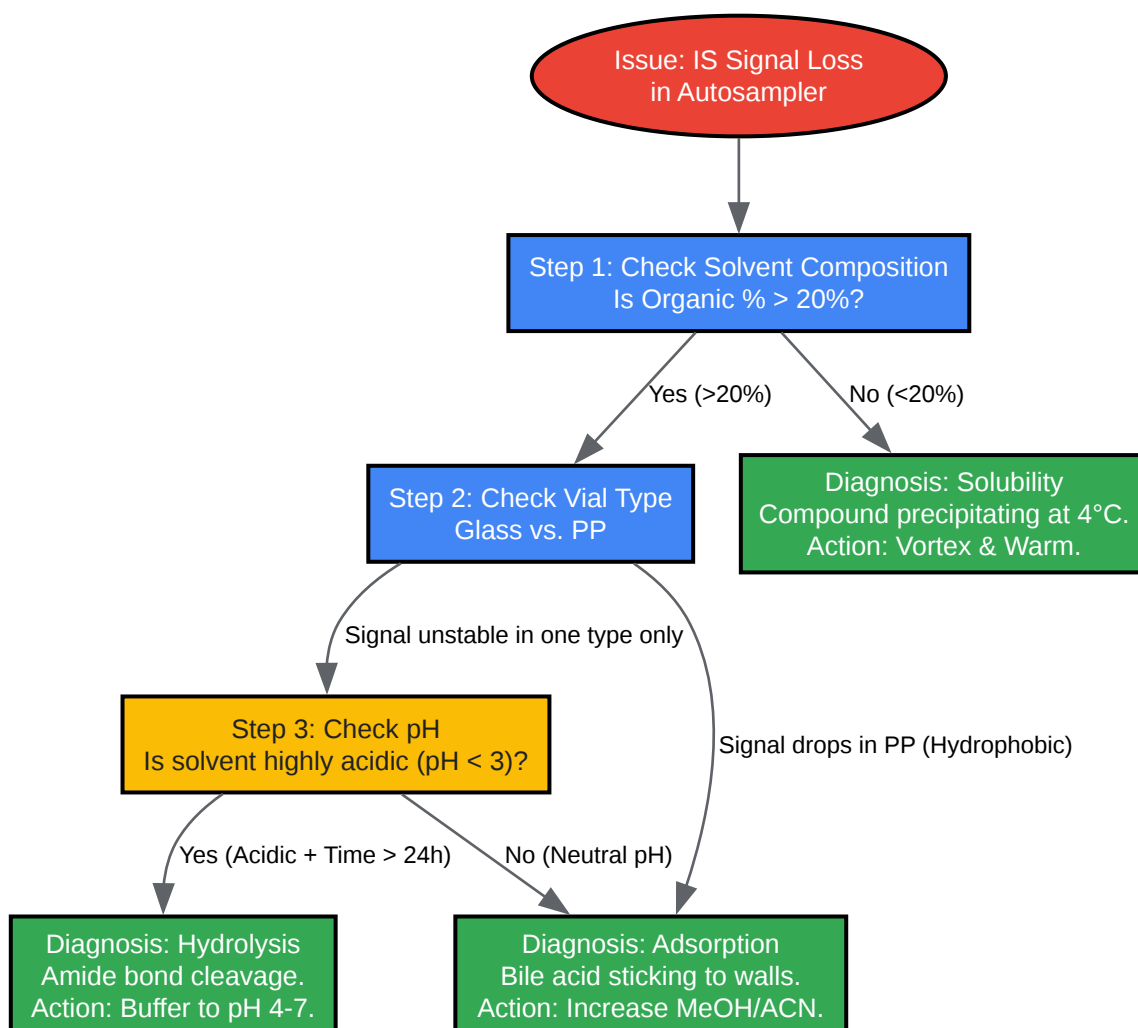 Issue: IS Signal Loss
in Autosampler
Step 1: Check Solvent Composition
Is Organic % > 20%?
Yes (>20%)
No (<20%)
Step 2: Check Vial Type
Glass vs. PP
Diagnosis: Solubility
Compound precipitating at 4°C.
Action: Vortex & Warm.
Signal unstable in one type only
Signal drops in PP (Hydrophobic)
Step 3: Check pH
Is solvent highly acidic (pH < 3)?
Yes (Acidic + Time > 24h)
No (Neutral pH)
Diagnosis: Hydrolysis
Amide bond cleavage.
Action: Buffer to pH 4-7.
Diagnosis: Adsorption
Bile acid sticking to walls.
Action: Increase MeOH/ACN.